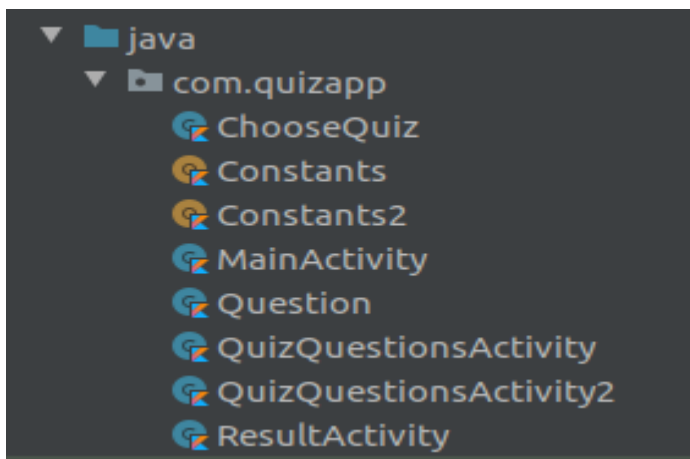 java
com.quizapp
ChooseQuiz
Constants
Constants2
MainActivity
Question
QuizQuestionsActivity
QuizQuestionsActivity2
ResultActivity